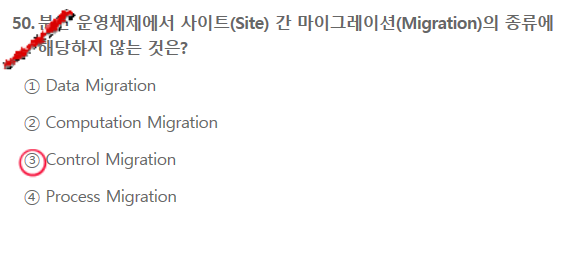 50. 운영체제에서 사이트(Site) 간 마이그레이션(Migration)의 종류에
해당하지 않는 것은?
① Data Migration
② Computation Migration
③ Control Migration
④ Process Migration